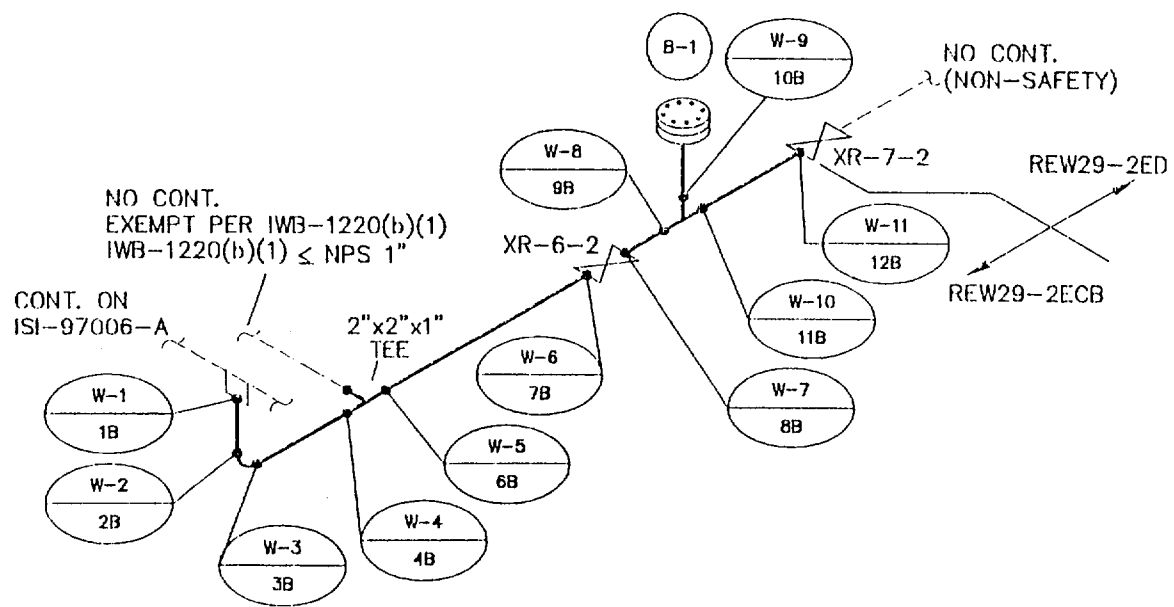 B-1
W-9
10B
NO CONT.
(NON-SAFETY)
W-8
9B
XR-7-2
REW29-2ED
NO CONT.
EXEMPT PER IWB-1220(b)(1)
IWB-1220(b)(1) ≤ NPS 1"
XR-6-2
W-11
12B
REW29-2ECB
CONT. ON
ISI-97006-A
2"x2"x1"
TEE
W-10
11B
W-6
7B
W-7
8B
W-1
1B
W-5
6B
W-2
2B
W-4
4B
W-3
3B